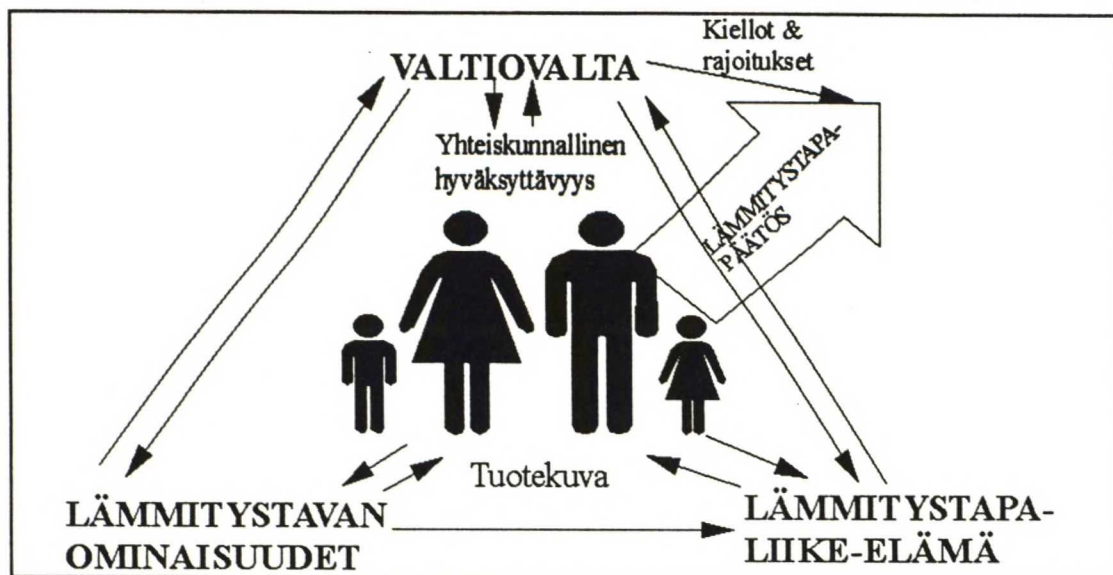 Kiellot &
rajoitukset
VALTIOVALTA
Yhteiskunnallinen
hyväksyttävyys
LÄMMITYSTAPA-
PÄÄTÖS
Tuotekuva
LÄMMITYSTAVAN
OMINAISUUDET
LÄMMITYSTAPA-
LIIKE-ELÄMÄ